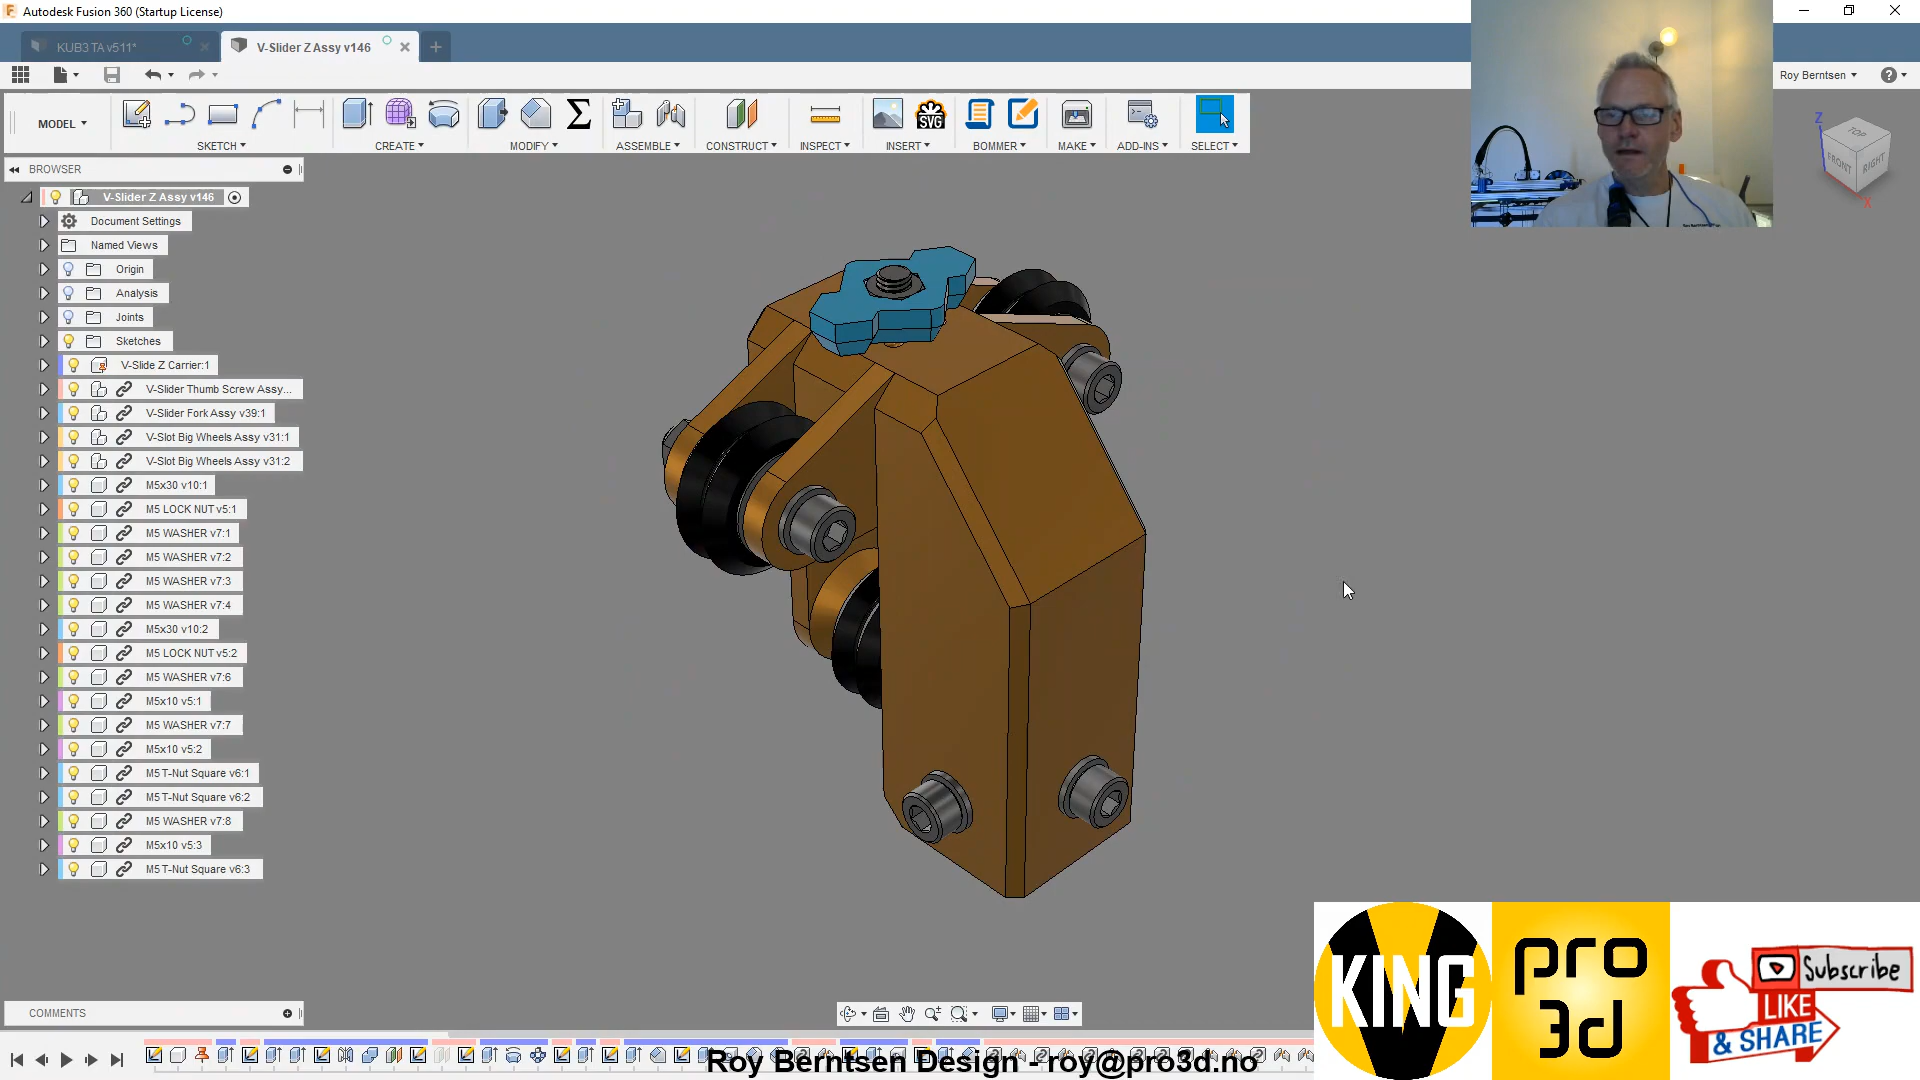 Autodesk Fusion 360 (Startup License)
KUB3 TA v511*
V-Slider Z Assy v146
Roy Berntsen
MODEL
SKETCH
CREATE
MODIFY
ASSEMBLE
CONSTRUCT
INSPECT
INSERT
BOMMER
MAKE
ADD-INS
SELECT
SVG
Z
TOP
FRONT
RIGHT
X
BROWSER
V-Slider Z Assy v146
Document Settings
Named Views
Origin
Analysis
Joints
Sketches
V-Slide Z Carrier:1
V-Slider Thumb Screw Assy...
V-Slider Fork Assy v39:1
V-Slot Big Wheels Assy v31:1
V-Slot Big Wheels Assy v31:2
M5x30 v10:1
M5 LOCK NUT v5:1
M5 WASHER v7:1
M5 WASHER v7:2
M5 WASHER v7:3
M5 WASHER v7:4
M5x30 v10:2
M5 LOCK NUT v5:2
M5 WASHER v7:6
M5x10 v5:1
M5 WASHER v7:7
M5x10 v5:2
M5 T-Nut Square v6:1
M5 T-Nut Square v6:2
M5 WASHER v7:8
M5x10 v5:3
M5 T-Nut Square v6:3
COMMENTS
KING
pro
3d
Subscribe
LIKE
& SHARE
Roy Berntsen Design - roy@pro3d.no